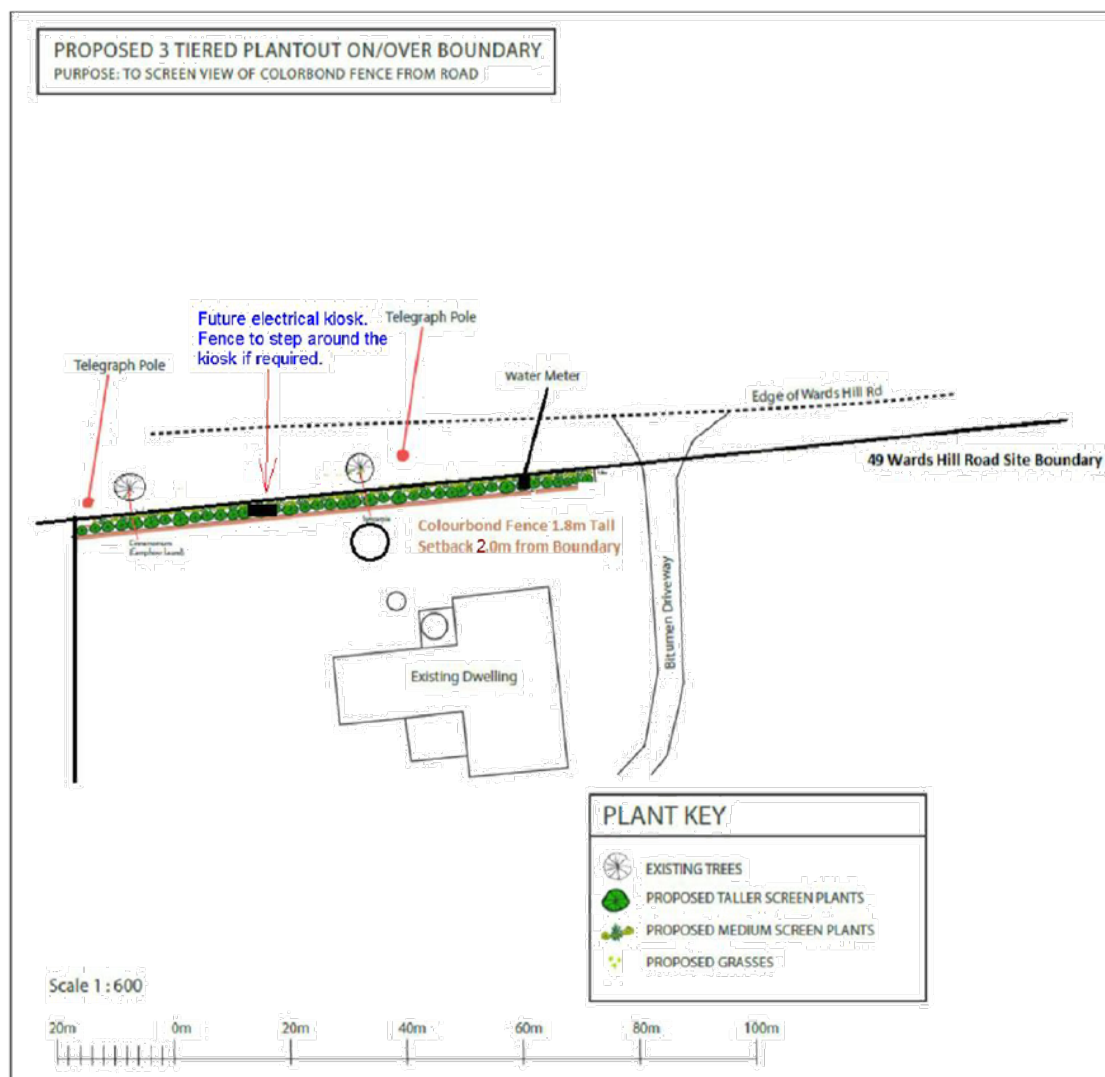 PROPOSED 3 TIERED PLANTOUT ON/OVER BOUNDARY
PURPOSE: TO SCREEN VIEW OF COLORBOND FENCE FROM ROAD
Future electrical kiosk.
Fence to step around the
kiosk if required.
Telegraph Pole
Telegraph Pole
Water Meter
Edge of Wards Hill Rd
49 Wards Hill Road Site Boundary
Colourbond Fence 1.8m Tall
Setback 2.0m from Boundary
(Camphor Laurel)
Existing Dwelling
Bitumen Driveway
PLANT KEY
EXISTING TREES
PROPOSED TALLER SCREEN PLANTS
PROPOSED MEDIUM SCREEN PLANTS
PROPOSED GRASSES
Scale 1 : 600
20m 0m 20m 40m 60m 80m 100m